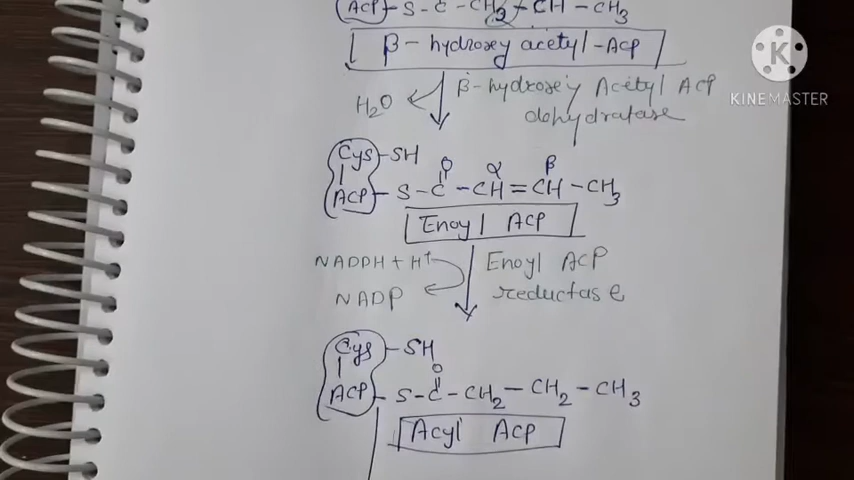 ACP - S - C - CH2 - CH - CH3
β - hydroxy acetyl - ACP
H2O
β - hydroxy Acetyl ACP
dehydratase
K
KINEMASTER
Cys - SH
O
α
β
ACP - S - C - CH = CH - CH3
Enoyl ACP
NADPH + H+
Enoyl ACP
NADP
reductase
Cys - SH
O
ACP - S - C - CH2 - CH2 - CH3
Acyl ACP